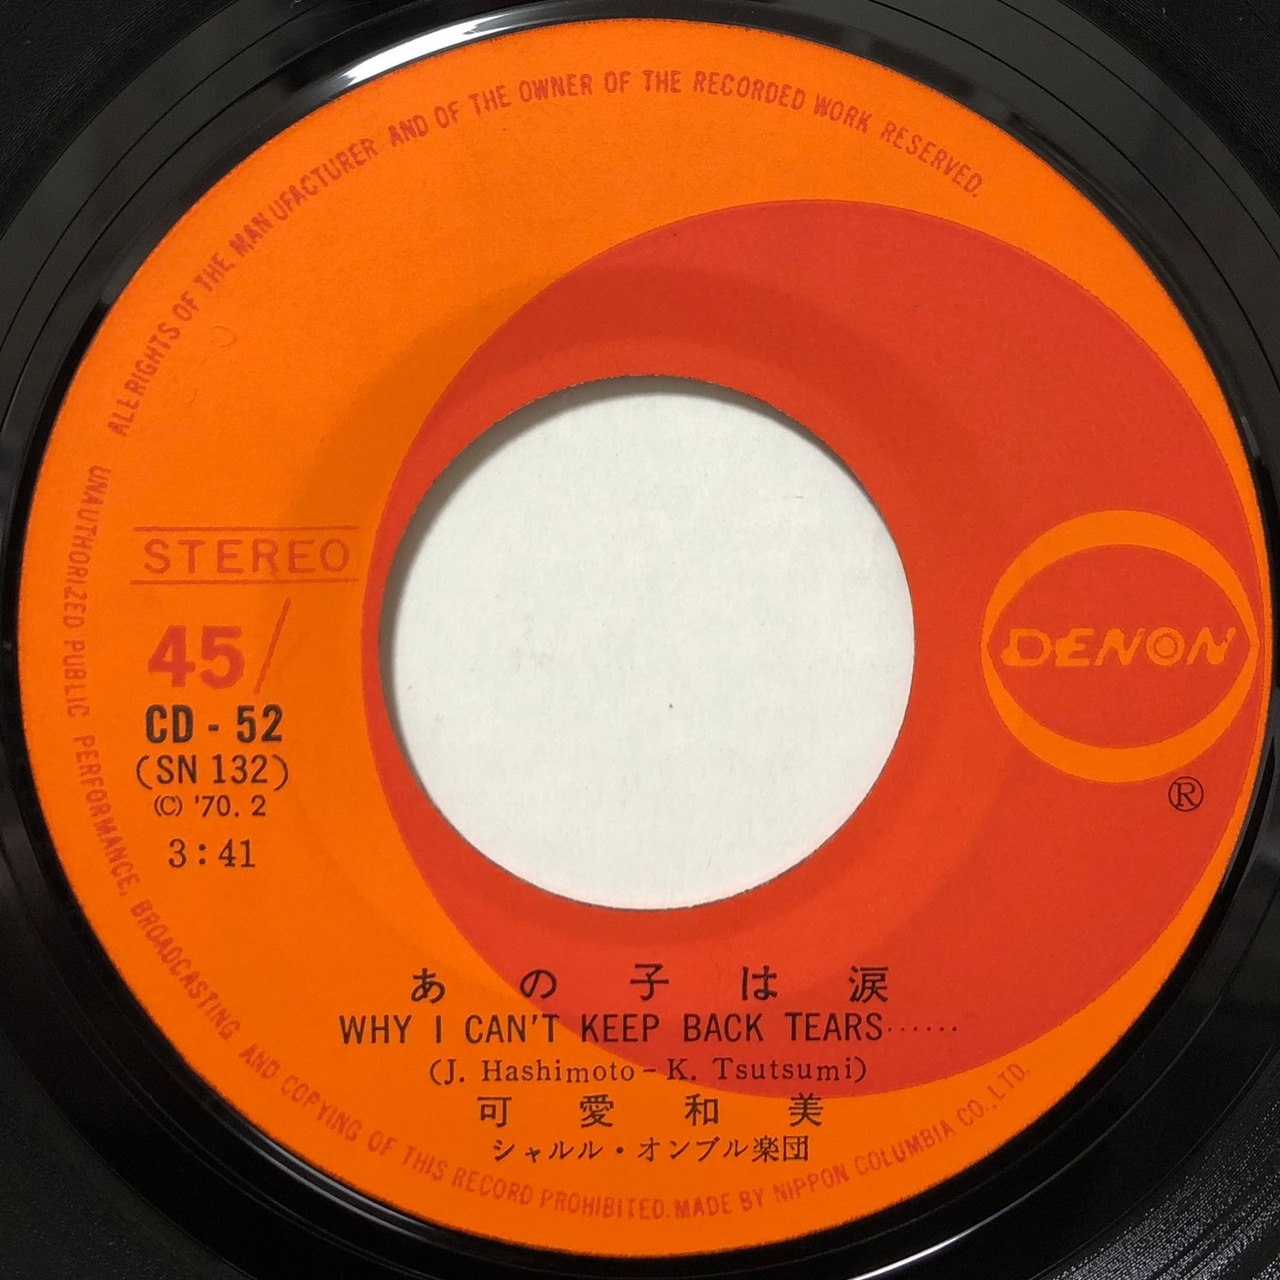 ALL RIGHTS OF THE MANUFACTURER AND OF THE OWNER OF THE RECORDED WORK RESERVED.
UNAUTHORIZED PUBLIC PERFORMANCE, BROADCASTING AND COPYING OF THIS RECORD PROHIBITED. MADE BY NIPPON COLUMBIA CO., LTD.
STEREO
45/
CD-52
(SN 132)
Ⓒ '70. 2
3:41
DENON
®
あの子は涙
WHY I CAN'T KEEP BACK TEARS······
(J. Hashimoto - K. Tsutsumi)
可愛和美
シャルル・オンブル楽団